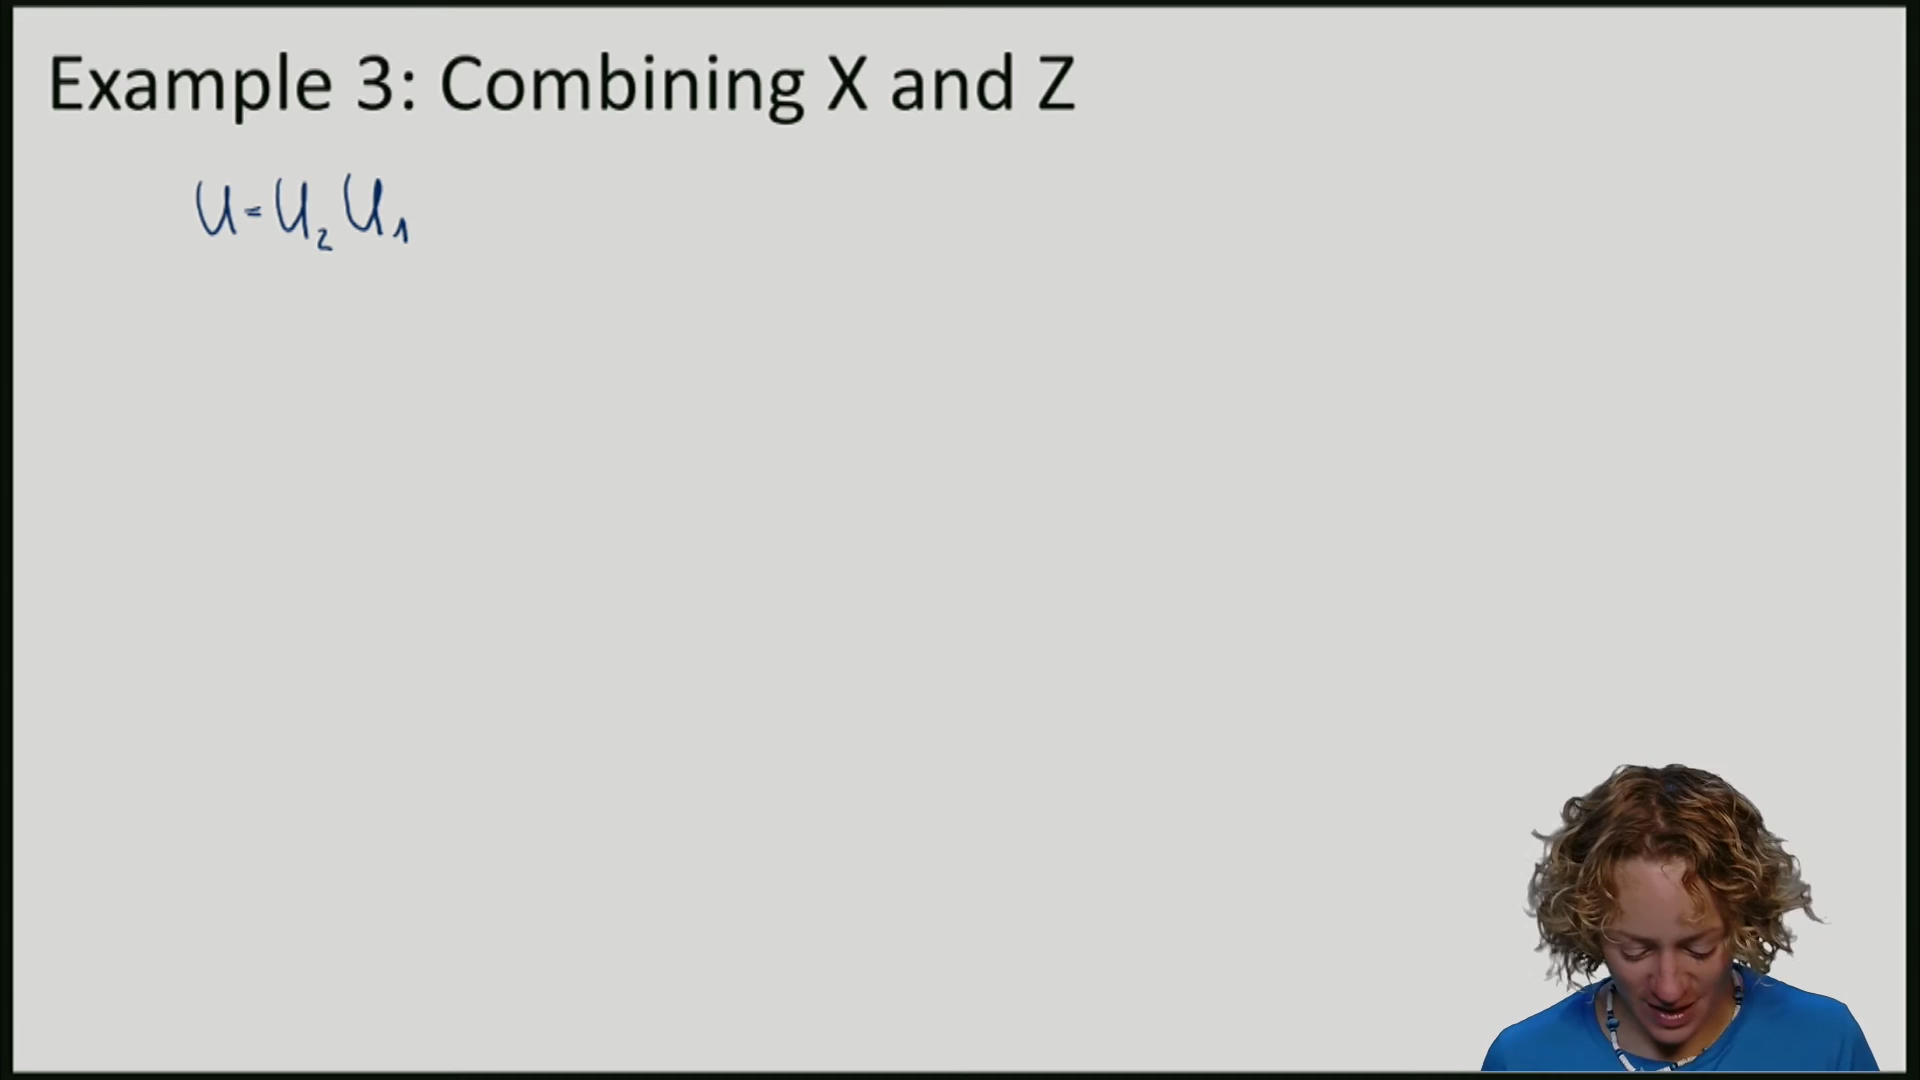 Example 3: Combining X and Z
U=U₂U₁